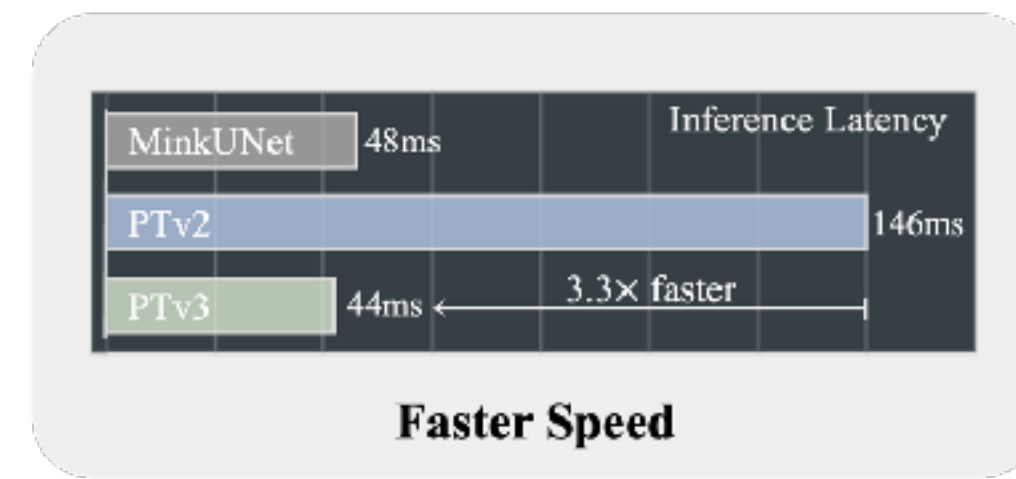 Inference Latency
MinkUNet 48ms
PTv2 146ms
PTv3 44ms 3.3× faster
Faster Speed